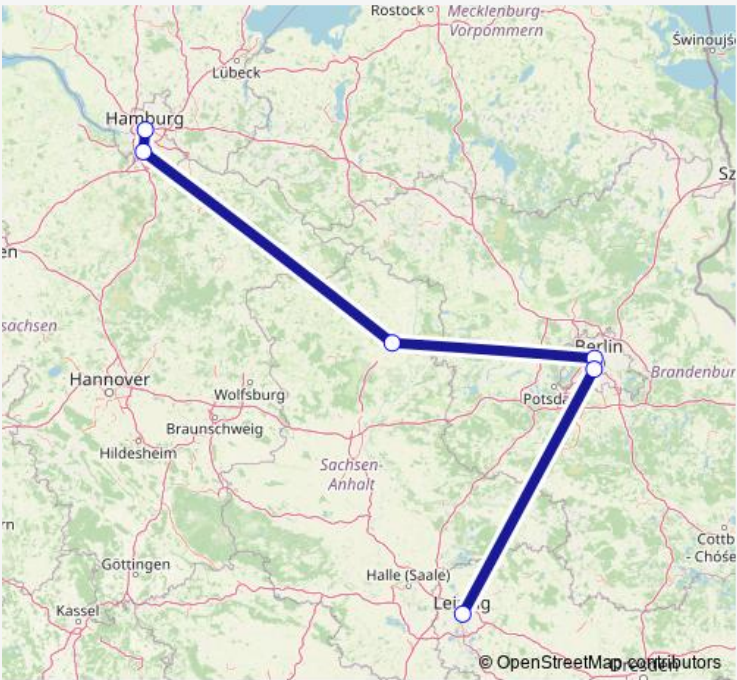 Rostock
Mecklenburg-
Vorpommern
Świnoujś
Lübeck
Hamburg
Sz
en
sachsen
Berlin
Hannover
Brandenbur
Wolfsburg
Potsda
Braunschweig
Hildesheim
Sachsen-
Anhalt
rn
Cottb
- Chóśe
Göttingen
Halle (Saale)
Kassel
© OpenStreetMap contributors